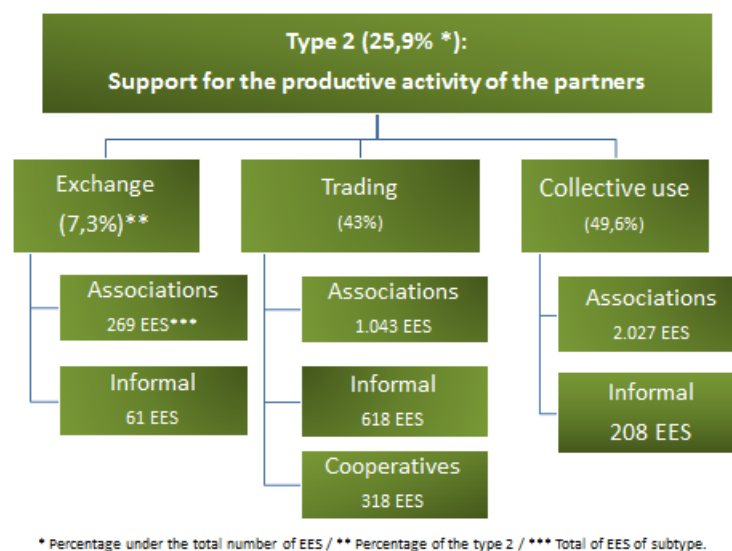 Type 2 (25,9% *):
Support for the productive activity of the partners
Exchange
(7,3%)**
Trading
(43%)
Collective use
(49,6%)
Associations
269 EES***
Informal
61 EES
Associations
1.043 EES
Informal
618 EES
Cooperatives
318 EES
Associations
2.027 EES
Informal
208 EES
* Percentage under the total number of EES / ** Percentage of the type 2 / *** Total of EES of subtype.